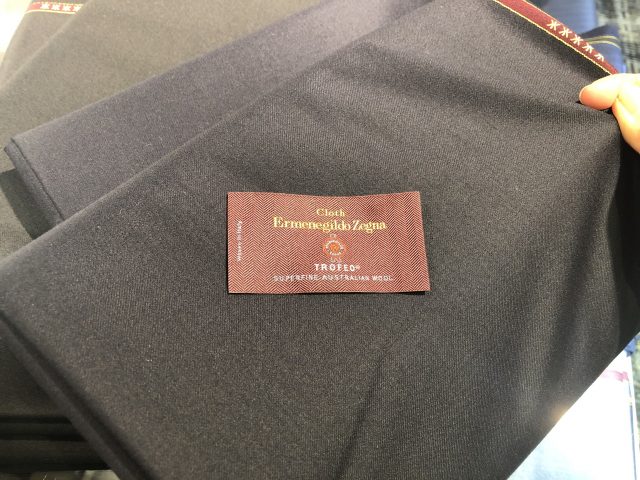 Cloth
Ermenegildo Zegna
TROFEO®
SUPERFINE AUSTRALIAN WOOL